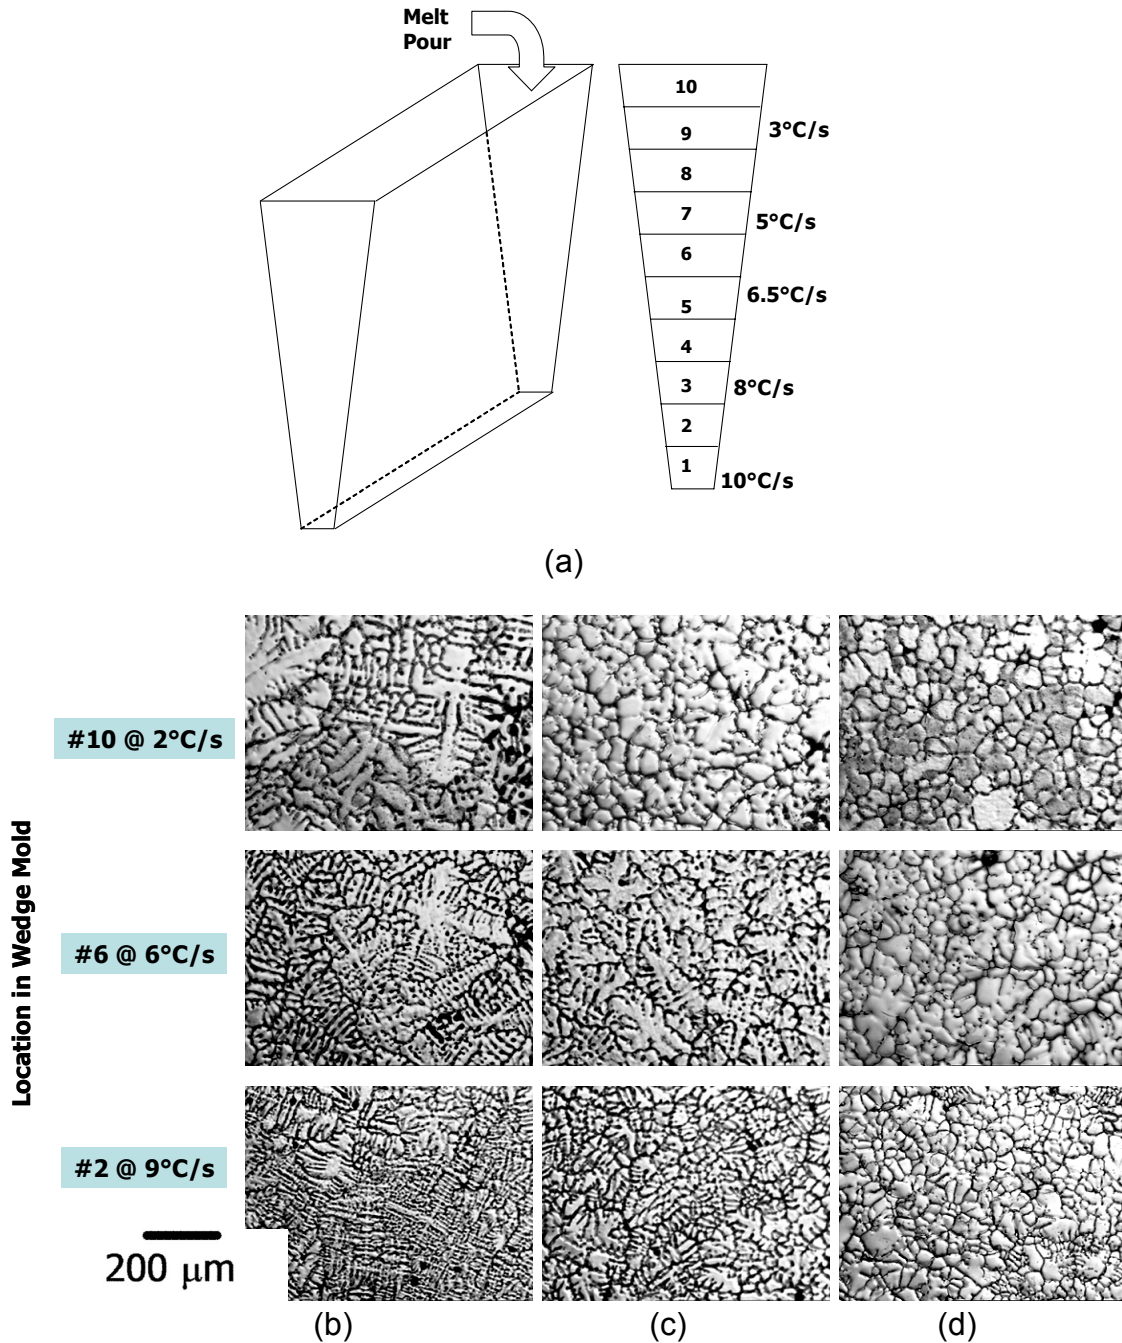 Melt
Pour
10
9
3°C/s
8
7
5°C/s
6
6.5°C/s
5
4
3
8°C/s
2
1
10°C/s
(a)
Location in Wedge Mold
#10 @ 2°C/s
#6 @ 6°C/s
#2 @ 9°C/s
200 μm
(b)
(c)
(d)